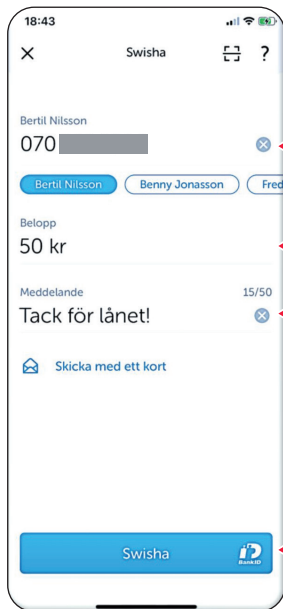 18:43
Swisha ?
Bertil Nilsson
070
Bertil Nilsson Benny Jonasson Fred
Belopp
50 kr
Meddelande 15/50
Tack för lånet!
Skicka med ett kort
Swisha
BankID